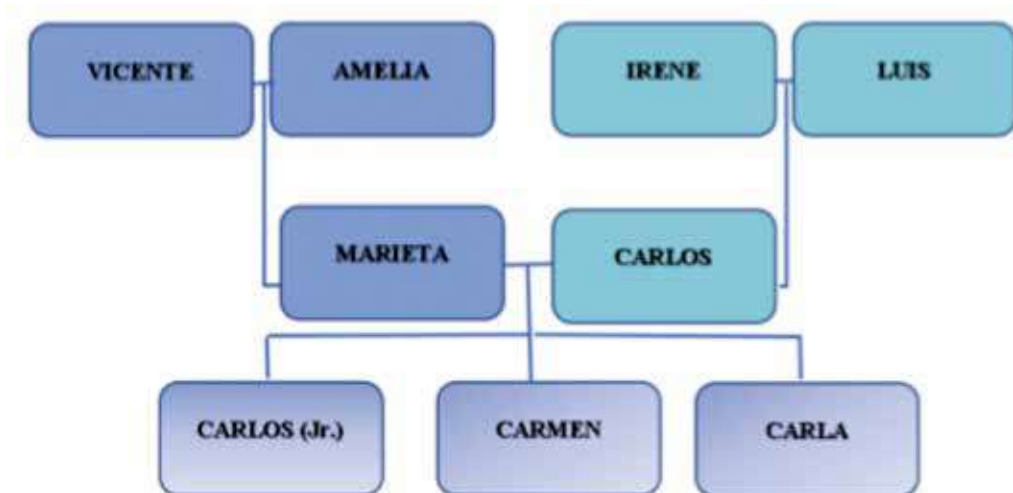 VICENTE
AMELIA
IRENE
LUIS
MARIETA
CARLOS
CARLOS (Jr.)
CARMEN
CARLA